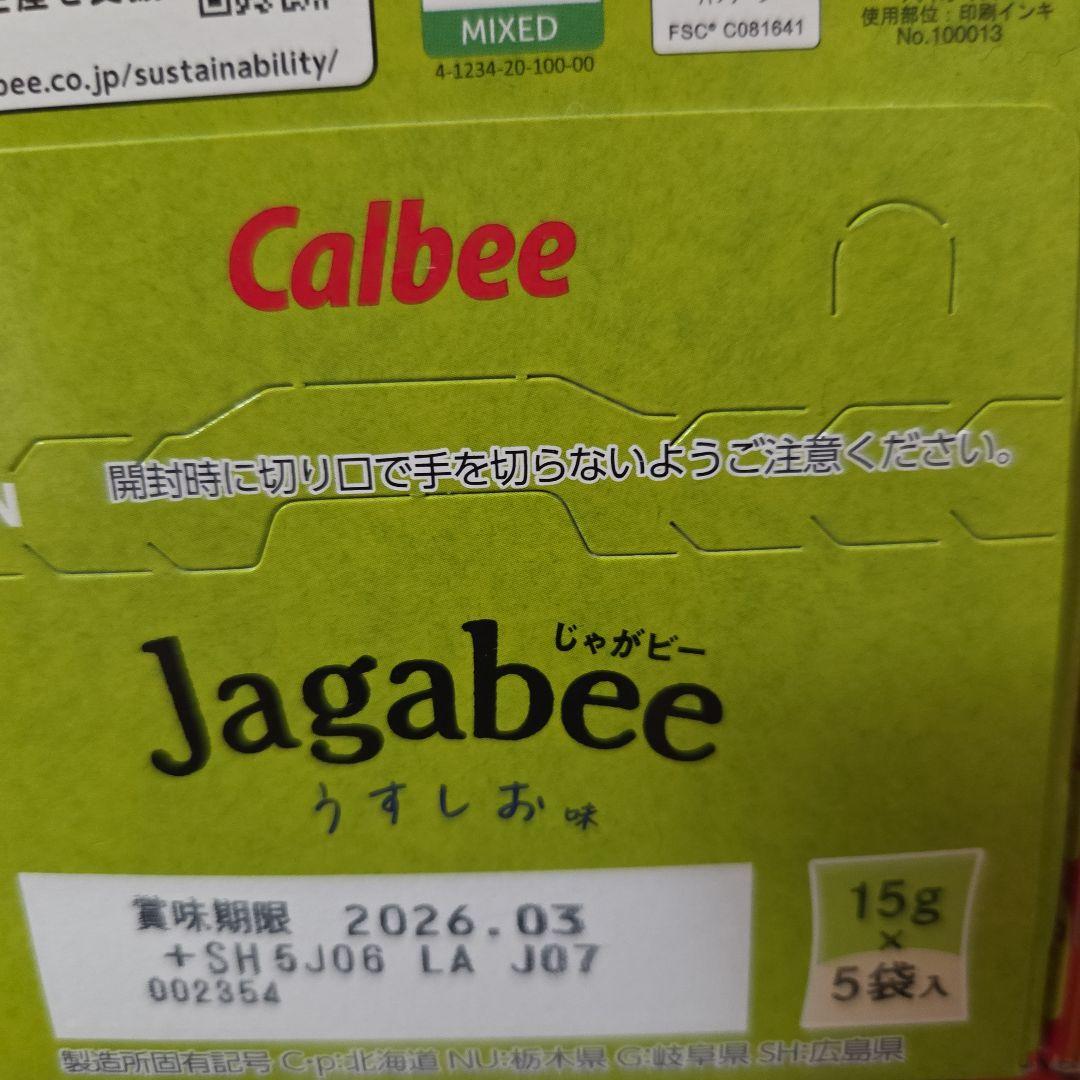 bee.co.jp/sustainability/
MIXED
4-1234-20-100-00
FSC® C081641
使用部位：印刷インキ
No.100013
Calbee
開封時に切り口で手を切らないようご注意ください。
じゃがビー
Jagabee
うすしお味
賞味期限 2026.03
+SH5J06 LA J07
002354
15g
×
5袋入
製造所固有記号 C・p:北海道 NU:栃木県 G:岐阜県 SH:広島県